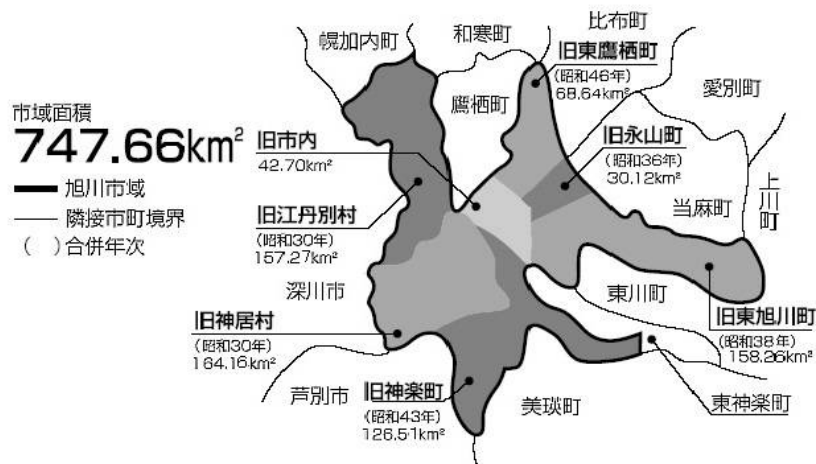 市域面積
747.66km²
旭川市域
隣接市町境界
( )合併年次
幌加内町
和寒町
比布町
旧東鷹栖町
(昭和46年)
68.64km²
鷹栖町
愛別町
旧市内
42.70km²
旧永山町
(昭和36年)
30.12km²
上川町
当麻町
旧江丹別村
(昭和30年)
157.27km²
深川市
東川町
旧東旭川町
(昭和38年)
158.26km²
旧神居村
(昭和30年)
164.16km²
芦別市
旧神楽町
(昭和43年)
126.51km²
美瑛町
東神楽町